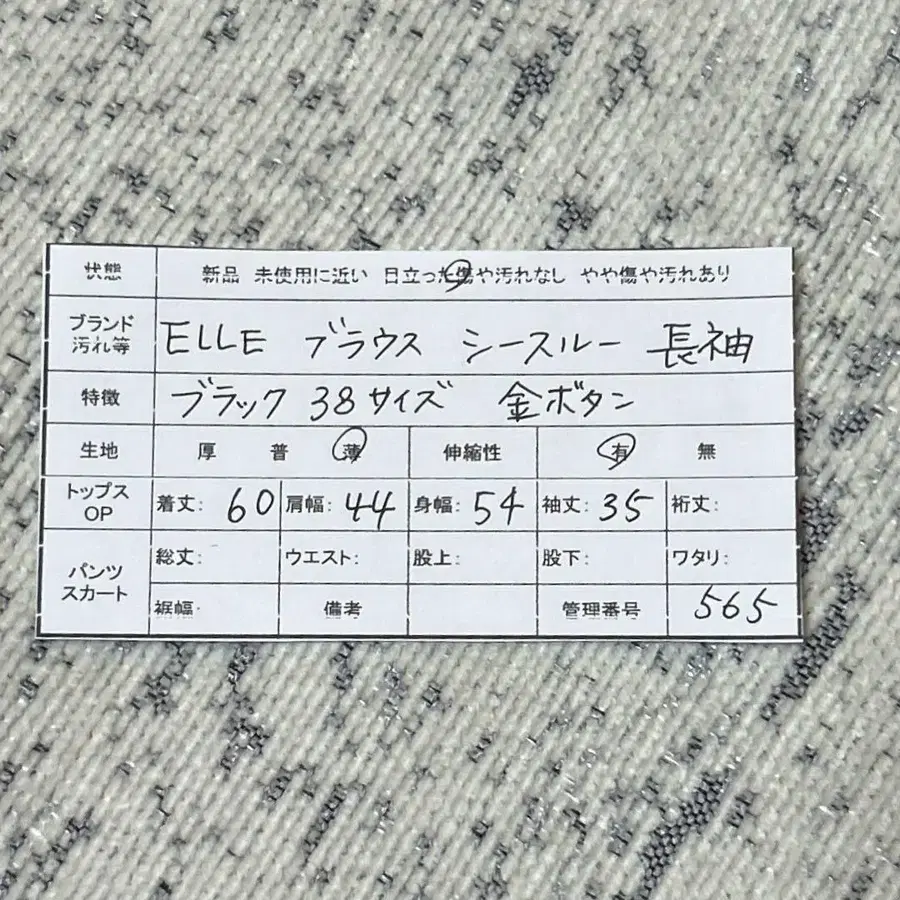 状態 新品 未使用に近い 目立った傷や汚れなし やや傷や汚れあり
ブランド 汚れ等 ELLE ブラウス シースルー 長袖
特徴 ブラック 38サイズ 金ボタン
生地 厚 普 薄 伸縮性 有 無
トップス OP 着丈: 60 肩幅: 44 身幅: 54 袖丈: 35 裄丈:
パンツ スカート 総丈: ウエスト: 股上: 股下: ワタリ:
裾幅: 備考 管理番号 565